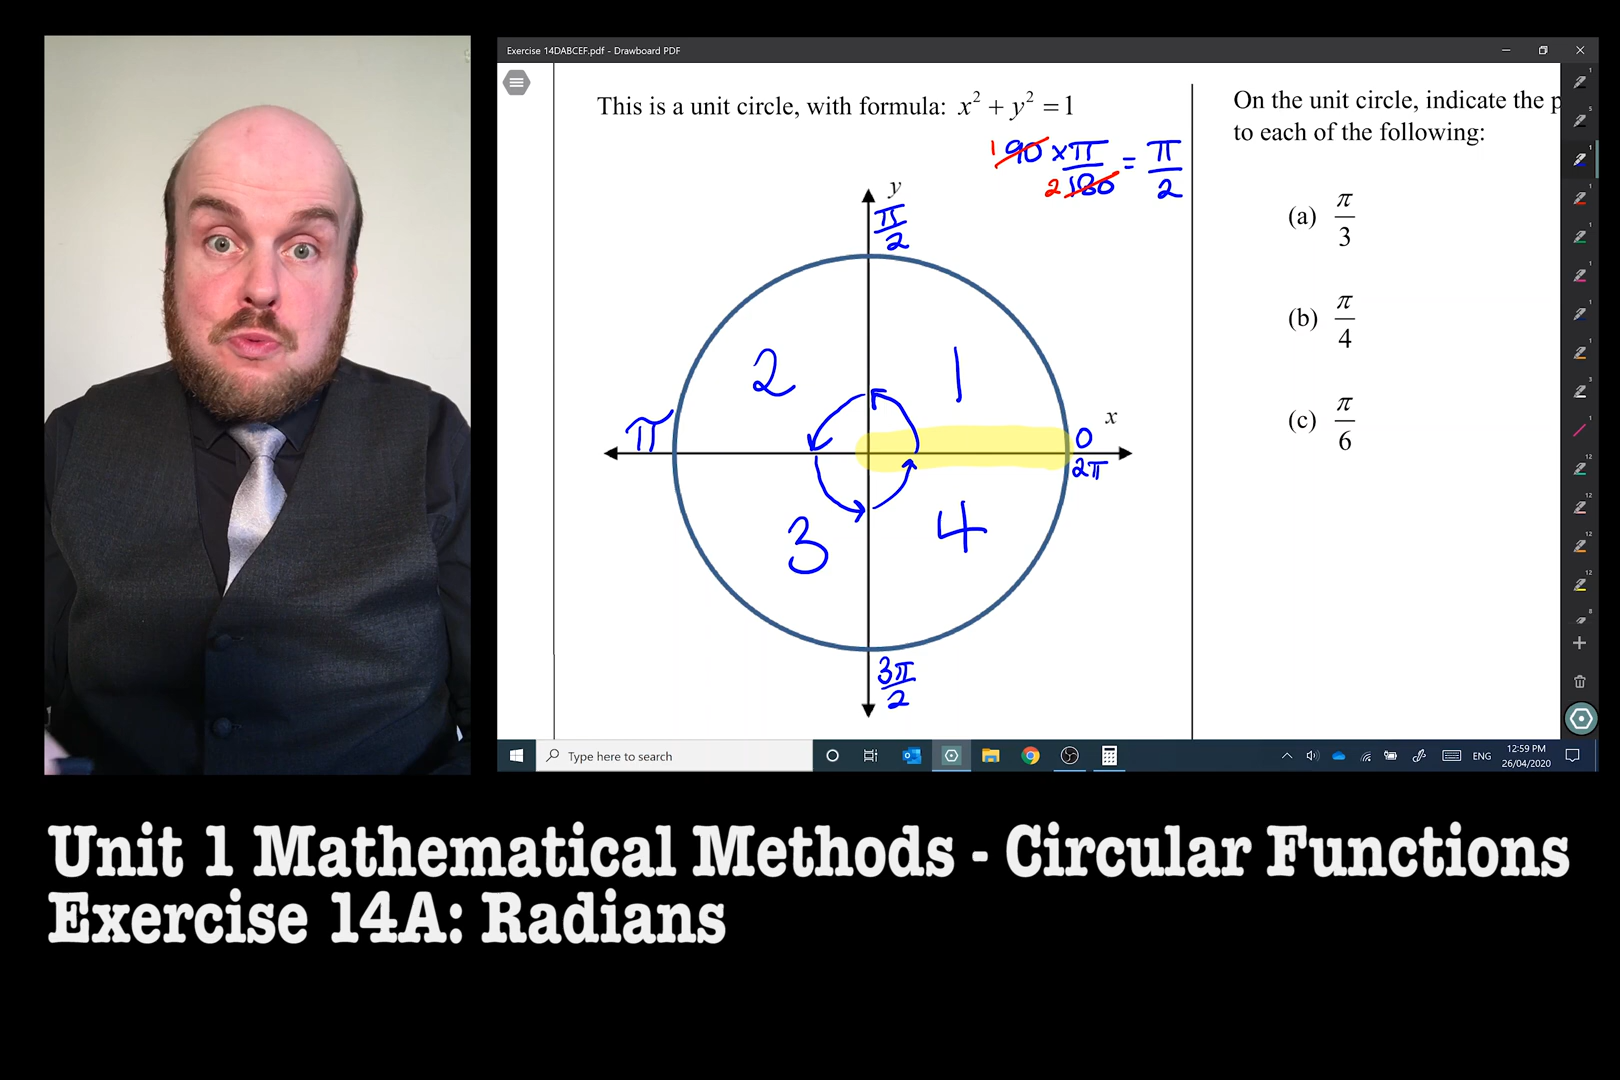 Exercise 14DABCEF.pdf - Drawboard PDF
This is a unit circle, with formula: x² + y² = 1
1 90 × π/180 2 = π/2
y
π/2
2
1
π
x
0
2π
3
4
3π/2
On the unit circle, indicate the p
to each of the following:
(a) π/3
(b) π/4
(c) π/6
Type here to search
ENG
12:59 PM
26/04/2020
Unit 1 Mathematical Methods - Circular Functions
Exercise 14A: Radians